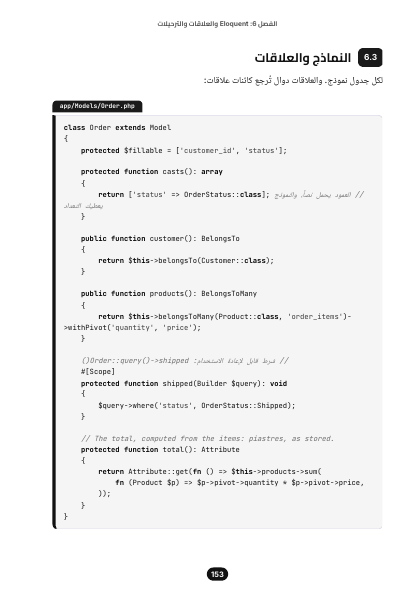 الفصل 6: Eloquent والعلاقات والترحيلات
6.3 النماذج والعلاقات
لكل جدول نموذج. والعلاقات دوال تُرجع كائنات علاقات:
app/Models/Order.php
class Order extends Model
{
    protected $fillable = ['customer_id', 'status'];
    protected function casts(): array
    {
        return ['status' => OrderStatus::class]; // العمود يحمل نصاً، والنموذج
يعطيك التعداد
    }
    public function customer(): BelongsTo
    {
        return $this->belongsTo(Customer::class);
    }
    public function products(): BelongsToMany
    {
        return $this->belongsToMany(Product::class, 'order_items')-
>withPivot('quantity', 'price');
    }
    // شرط قابل لإعادة الاستخدام: Order::query()->shipped()
    #[Scope]
    protected function shipped(Builder $query): void
    {
        $query->where('status', OrderStatus::Shipped);
    }
    // The total, computed from the items: piastres, as stored.
    protected function total(): Attribute
    {
        return Attribute::get(fn () => $this->products->sum(
            fn (Product $p) => $p->pivot->quantity * $p->pivot->price,
        ));
    }
}
153